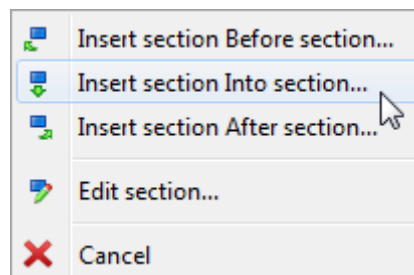 Insert section Before section...
Insert section Into section...
Insert section After section...
Edit section...
Cancel